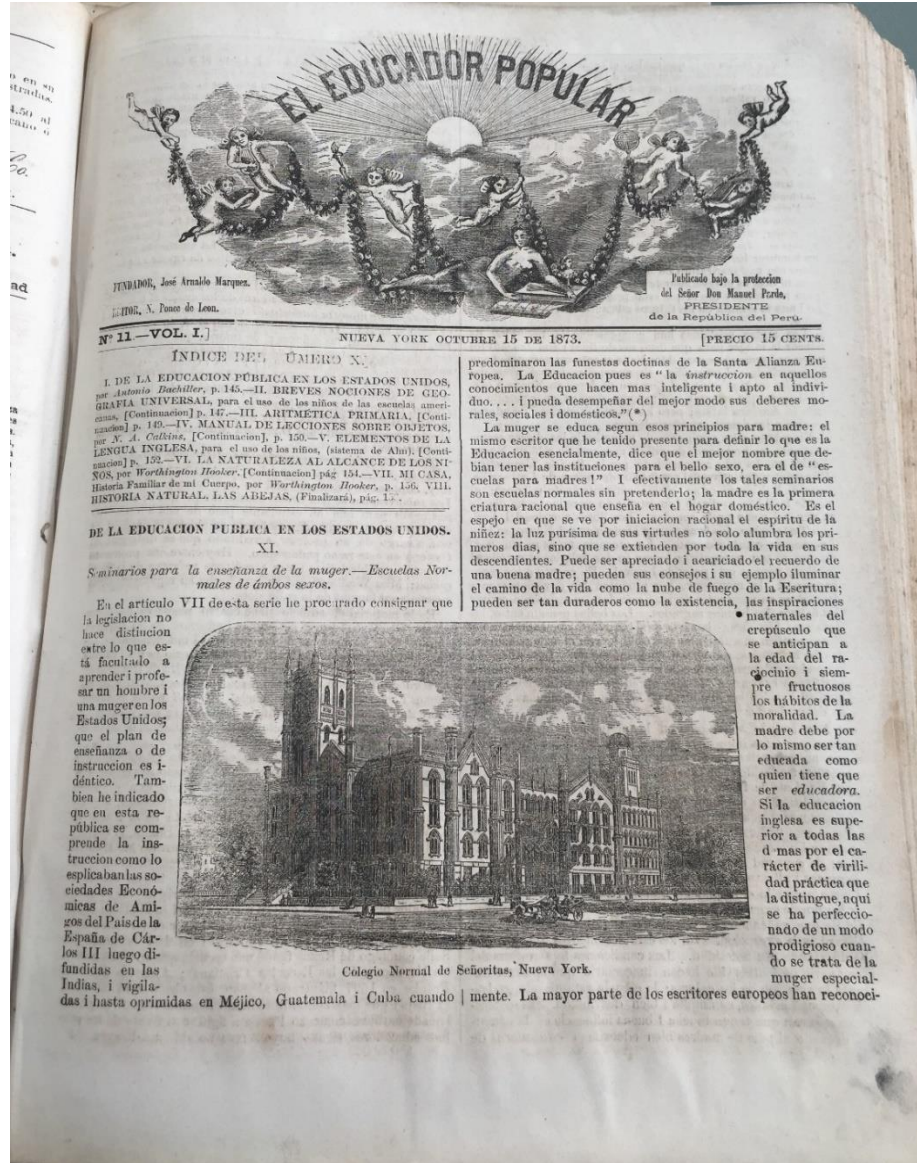 EL EDUCADOR POPULAR
FUNDADOR, José Arnaldo Marquez.
N. Ponce de Leon.
Publicado bajo la proteccion
del Señor Don Manuel Pardo,
PRESIDENTE
de la República del Perú.
Nº 11.—VOL. I.]
NUEVA YORK OCTUBRE 15 DE 1873.
[PRECIO 15 CENTS.
ÍNDICE DEL ÚMERO X
I. DE LA EDUCACION PÚBLICA EN LOS ESTADOS UNIDOS,
por Antonio Bachiller, p. 145.—II. BREVES NOCIONES DE GEO-
GRAFIA UNIVERSAL, para el uso de los niños de las escuelas ameri-
canas, [Continuacion] p. 147.—III. ARITMÉTICA PRIMARIA, [Conti-
nuacion] p. 149.—IV. MANUAL DE LECCIONES SOBRE OBJETOS,
por N. A. Calkins, [Continuacion], p. 150.—V. ELEMENTOS DE LA
LENGUA INGLESA, para el uso de los niños, (sistema de Ahn). [Conti-
nuacion] p. 152.—VI. LA NATURALEZA AL ALCANCE DE LOS NI-
ÑOS, por Worthington Hooker. [Continuacion] pág 154.—VII. MI CASA,
Historia Familiar de mi Cuerpo, por Worthington Hooker, p. 156. VIII.
HISTORIA NATURAL, LAS ABEJAS, (Finalizará), pág.
DE LA EDUCACION PUBLICA EN LOS ESTADOS UNIDOS.
XI.
Seminarios para la enseñanza de la muger.—Escuelas Nor-
males de ámbos sexos.
En el artículo VII de esta serie he procurado consignar que
la legislacion no
hace distincion
entre lo que es-
tá facultado a
aprender i profe-
sar un hombre i
una muger en los
Estados Unidos;
que el plan de
enseñanza o de
instruccion es i-
déntico. Tam-
bien he indicado
que en esta re-
pública se com-
prende la ins-
truccion como lo
esplicaban las so-
ciedades Econó-
micas de Ami-
gos del Pais de la
España de Cár-
los III luego di-
fundidas en las
Indias, i vigila-
das i hasta oprimidas en Méjico, Guatemala i Cuba cuando
predominaron las funestas doctinas de la Santa Alianza Eu-
ropea. La Educacion pues es "la instruccion en aquellos
conocimientos que hacen mas inteligente i apto al indivi-
duo.... i pueda desempeñar del mejor modo sus deberes mo-
rales, sociales i domésticos."(*)
La muger se educa segun esos principios para madre: el
mismo escritor que he tenido presente para definir lo que es la
Educacion esencialmente, dice que el mejor nombre que de-
bian tener las instituciones para el bello sexo, era el de "es-
cuelas para madres!" I efectivamente los tales seminarios
son escuelas normales sin pretenderlo; la madre es la primera
criatura racional que enseña en el hogar doméstico. Es el
espejo en que se ve por iniciacion racional el espíritu de la
niñez: la luz purísima de sus virtudes no solo alumbra los pri-
meros dias, sino que se extienden por toda la vida en sus
descendientes. Puede ser apreciado i acariciado el recuerdo de
una buena madre; pueden sus consejos i su ejemplo iluminar
el camino de la vida como la nube de fuego de la Escritura;
pueden ser tan duraderos como la existencia, las inspiraciones
maternales del
crepúsculo que
se anticipan a
la edad del ra-
ciocinio i siem-
pre fructuosos
los hábitos de la
moralidad. La
madre debe por
lo mismo ser tan
educada como
quien tiene que
ser educadora.
Si la educacion
inglesa es supe-
rior a todas las
d mas por el ca-
rácter de virili-
dad práctica que
la distingue, aquí
se ha perfeccio-
nado de un modo
prodigioso cuan-
do se trata de la
muger especial-
mente. La mayor parte de los escritores europeos han reconoci-
Colegio Normal de Señoritas, Nueva York.